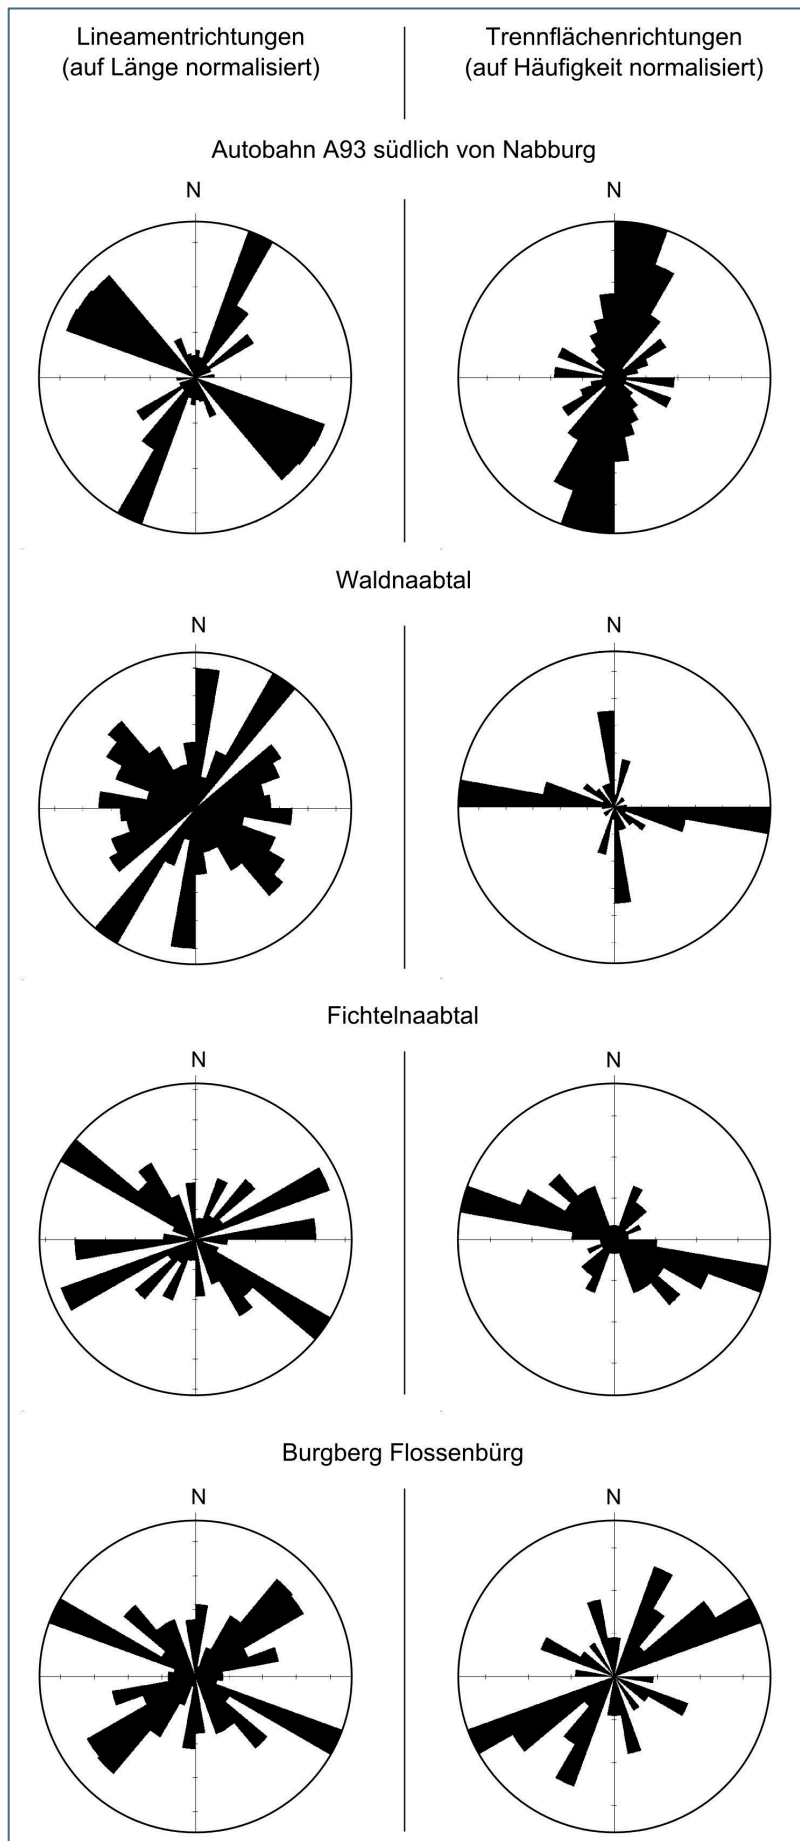 Lineamentrichtungen
(auf Länge normalisiert)
Trennflächenrichtungen
(auf Häufigkeit normalisiert)
Autobahn A93 südlich von Nabburg
N
N
Waldnaabtal
N
N
Fichtelnaabtal
N
N
Burgberg Flossenbürg
N
N